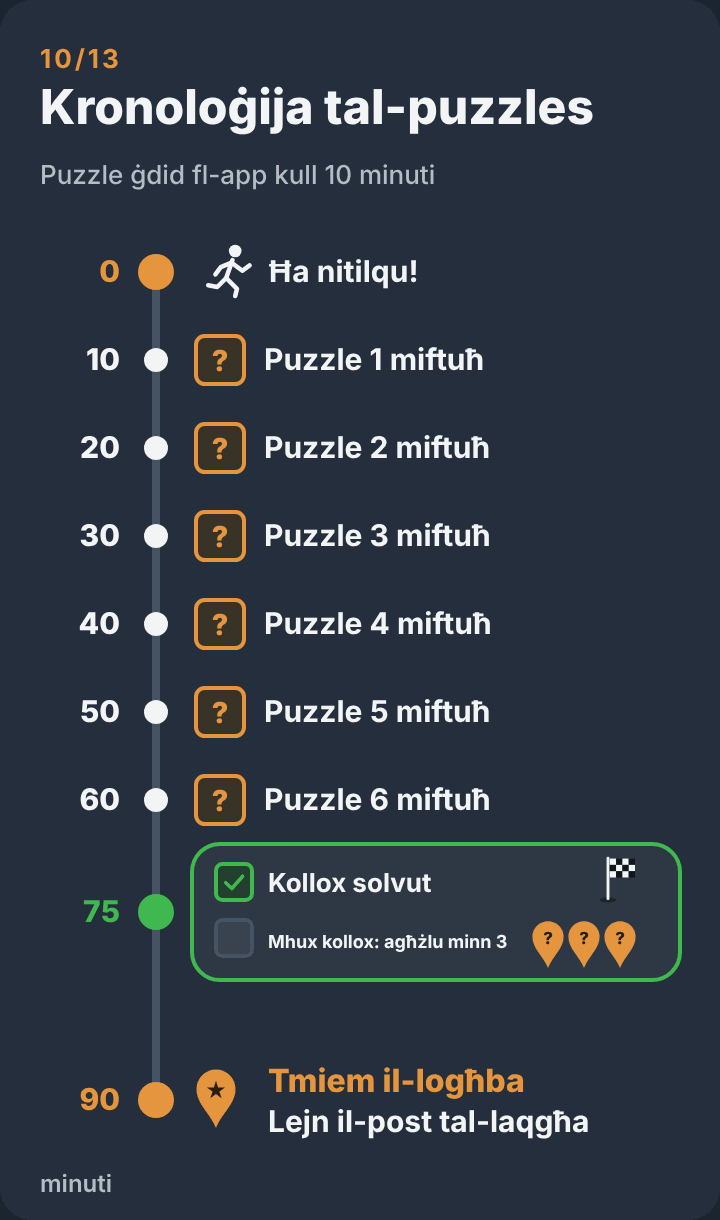 10/13
Kronoloġija tal-puzzles
Puzzle ġdid fl-app kull 10 minuti
0 Ħa nitilqu!
10 ? Puzzle 1 miftuħ
20 ? Puzzle 2 miftuħ
30 ? Puzzle 3 miftuħ
40 ? Puzzle 4 miftuħ
50 ? Puzzle 5 miftuħ
60 ? Puzzle 6 miftuħ
Kollox solvut
75
Mhux kollox: agħżlu minn 3 ? ? ?
90 Tmiem il-logħba
Lejn il-post tal-laqgħa
minuti